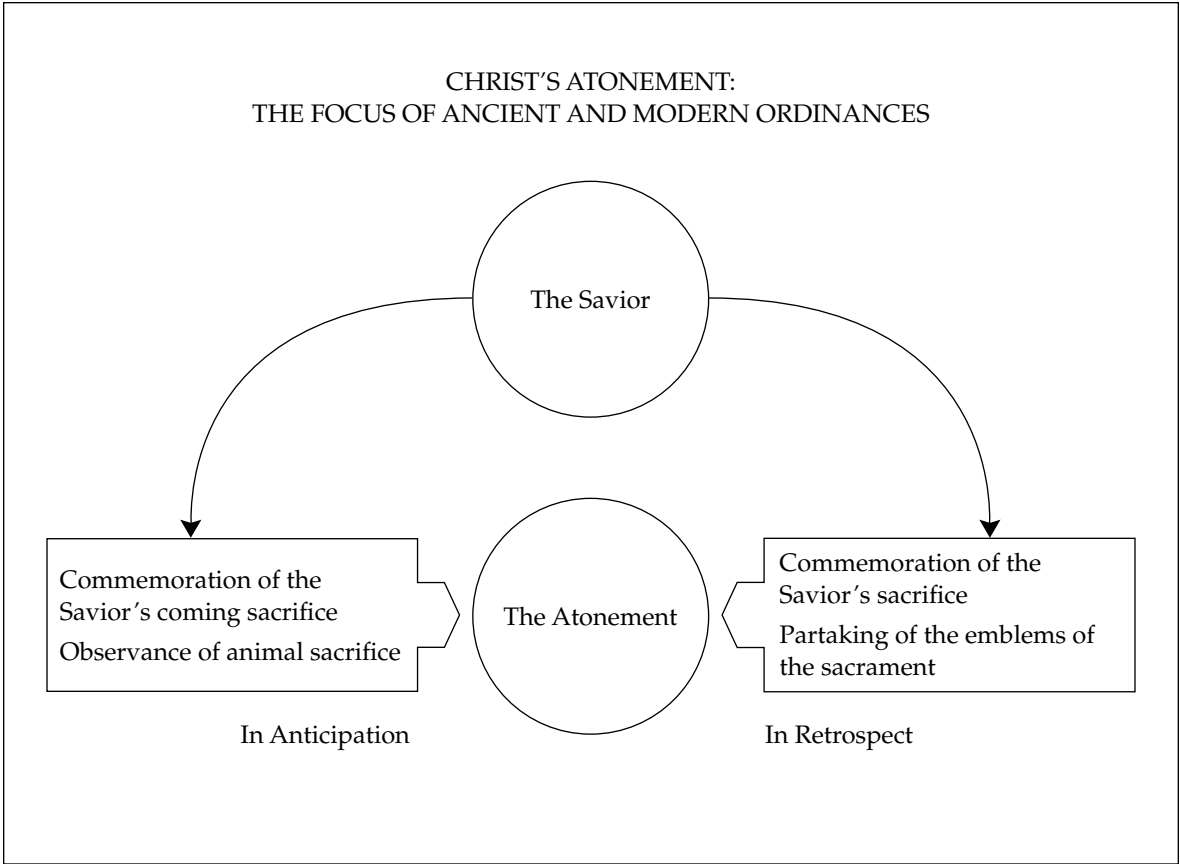 CHRIST'S ATONEMENT:
THE FOCUS OF ANCIENT AND MODERN ORDINANCES
The Savior
Commemoration of the
Savior's coming sacrifice
Observance of animal sacrifice
The Atonement
Commemoration of the
Savior's sacrifice
Partaking of the emblems of
the sacrament
In Anticipation
In Retrospect